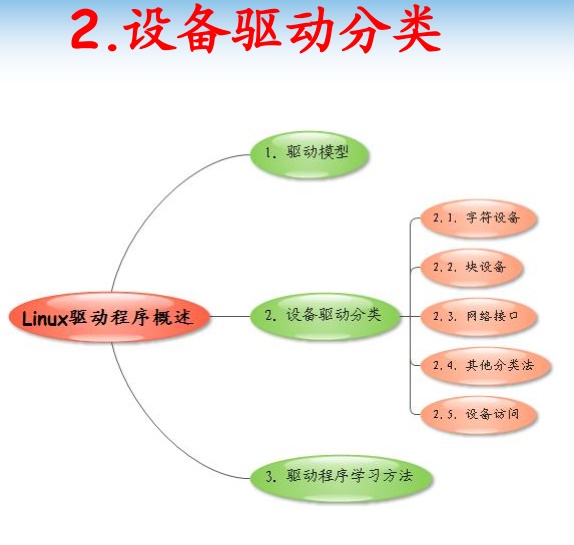 2.设备驱动分类
1. 驱动模型
2.1. 字符设备
2.2. 块设备
Linux驱动程序概述
2. 设备驱动分类
2.3. 网络接口
2.4. 其他分类法
2.5. 设备访问
3. 驱动程序学习方法